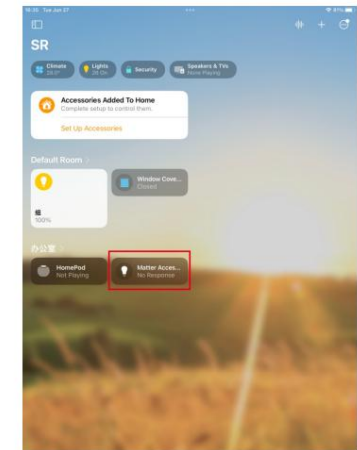 Tue Jun 27
81%
SR
Climate
Lights
Security
Speakers & TVs
None Playing
Accessories Added To Home
Complete setup to control them.
Set Up Accessories
Default Room
Window Cove...
Closed
100%
办公室
HomePod
Not Playing
Matter Acces...
No Response